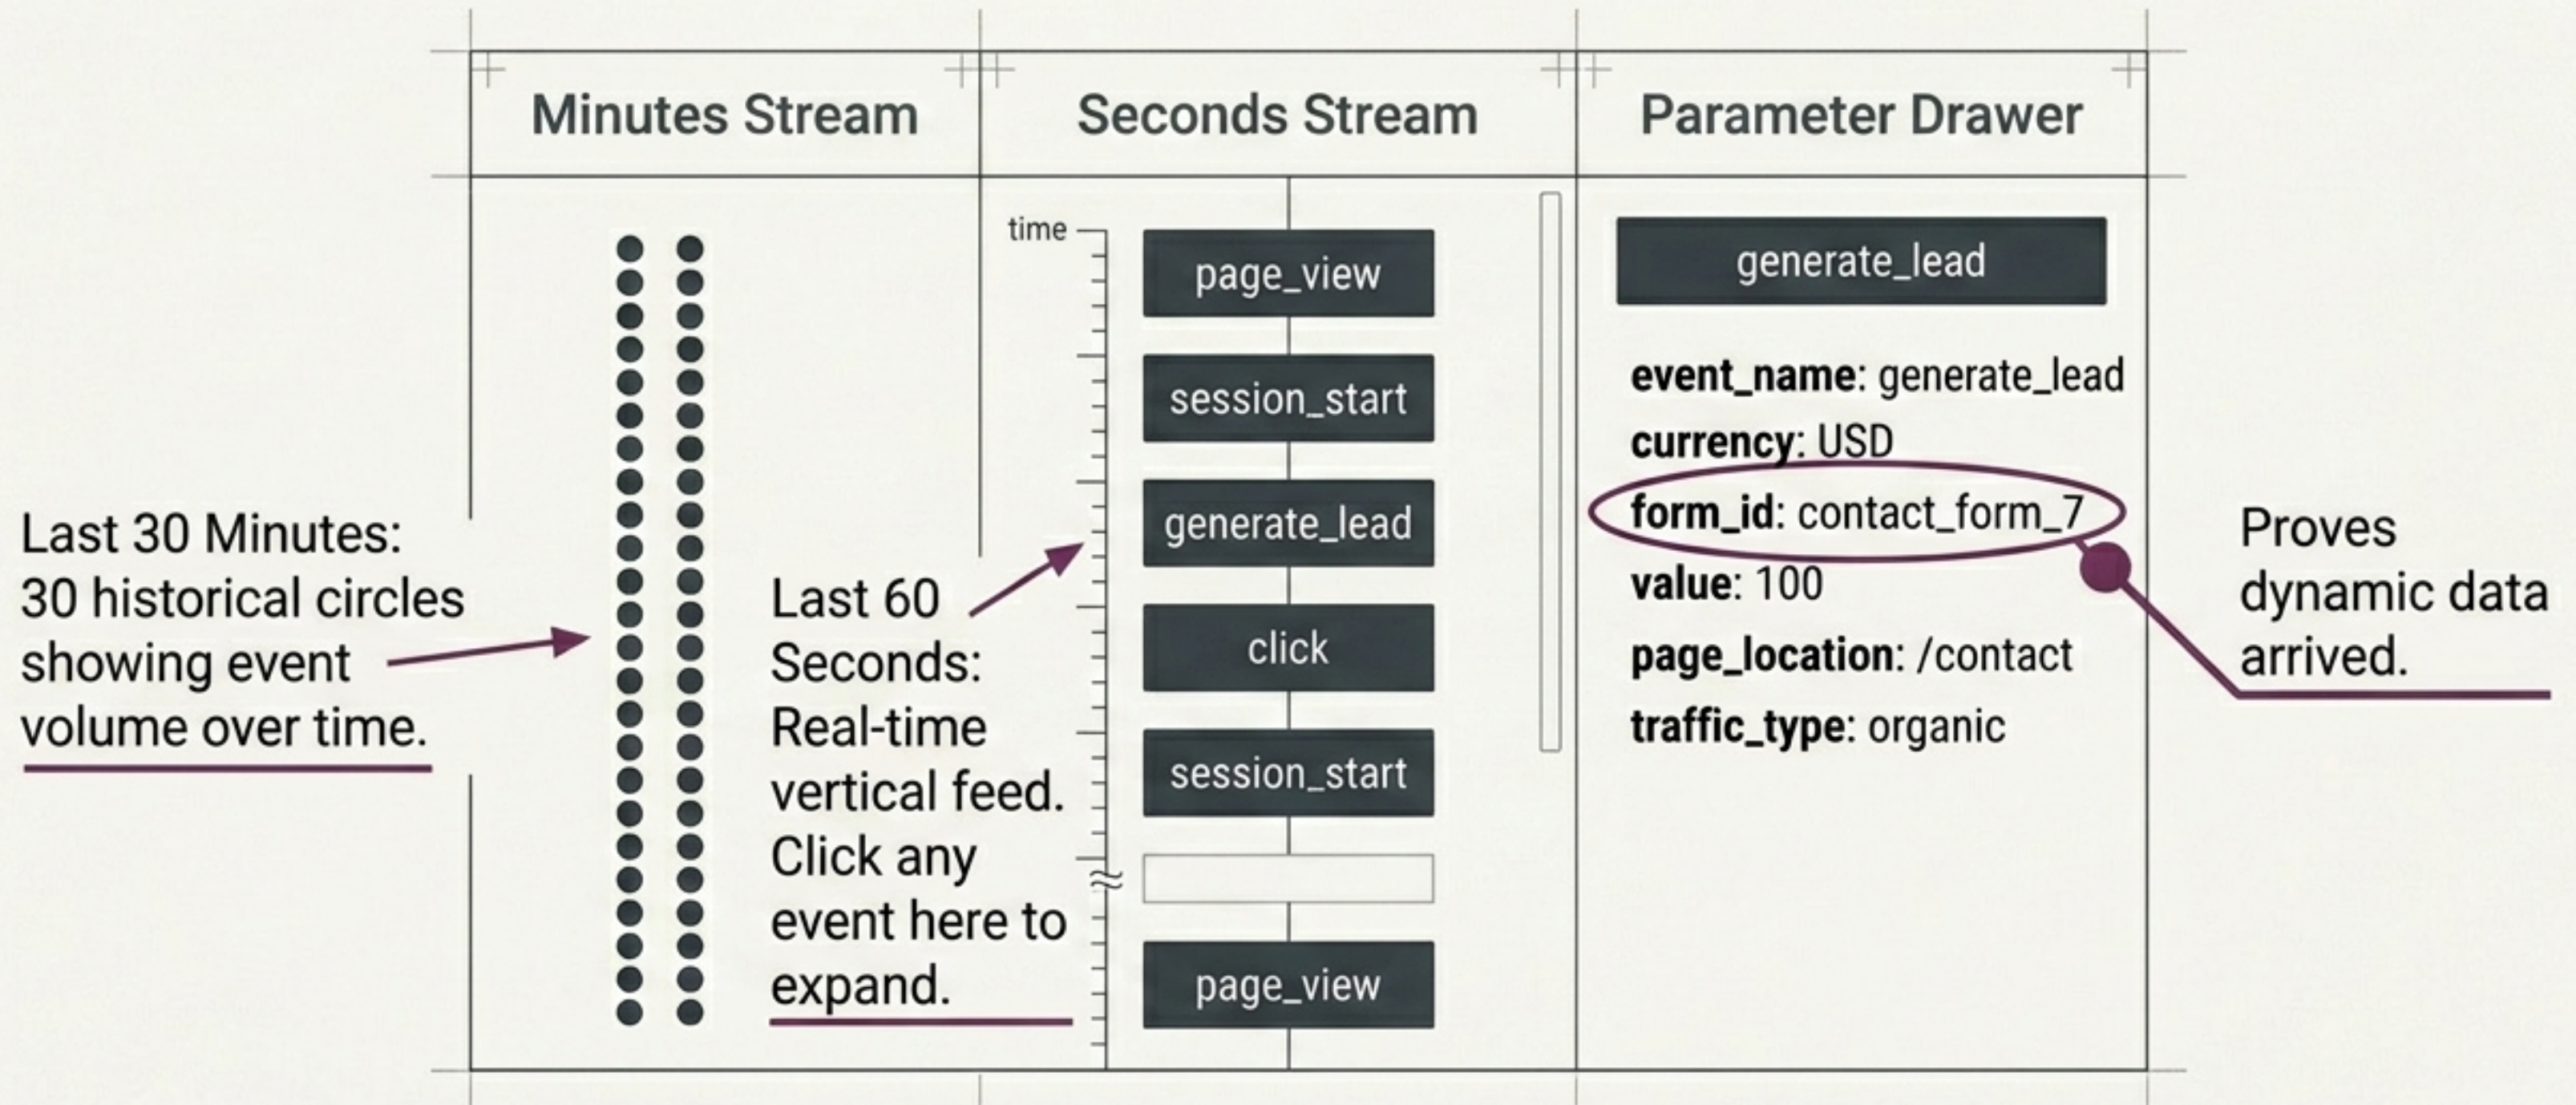 Minutes Stream
Seconds Stream
Parameter Drawer
Last 30 Minutes:
30 historical circles
showing event
volume over time.
Last 60
Seconds:
Real-time
vertical feed.
Click any
event here to
expand.
time
page_view
session_start
generate_lead
click
session_start
page_view
generate_lead
event_name: generate_lead
currency: USD
form_id: contact_form_7
value: 100
page_location: /contact
traffic_type: organic
Proves
dynamic data
arrived.